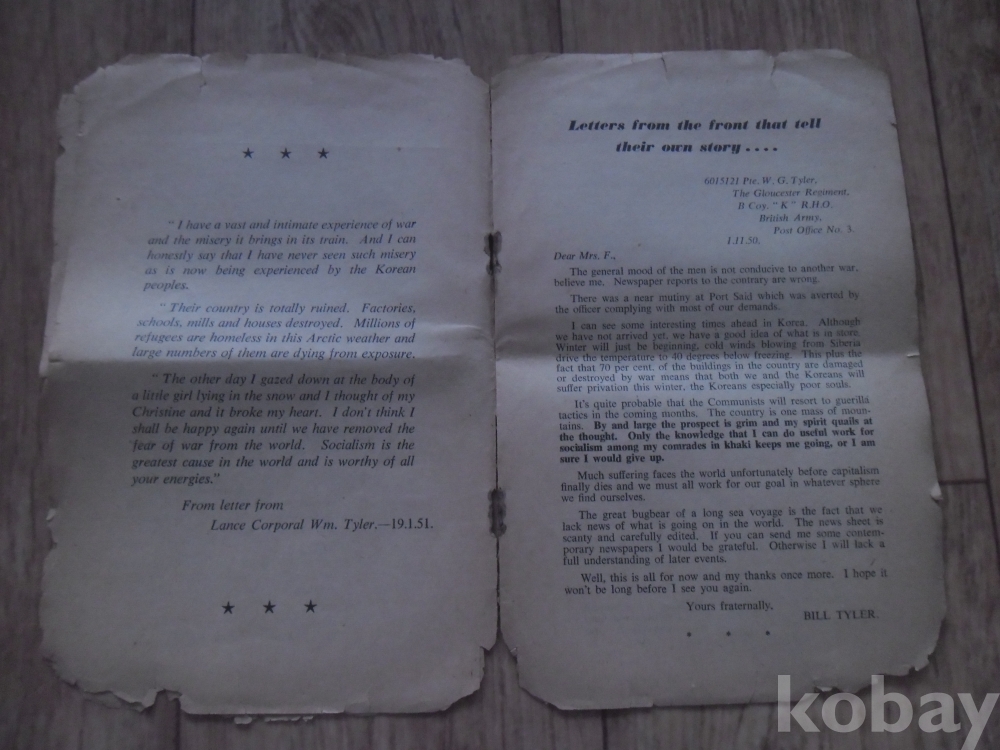 ★ ★ ★
" I have a vast and intimate experience of war
and the misery it brings in its train. And I can
honestly say that I have never seen such misery
as is now being experienced by the Korean
peoples.
" Their country is totally ruined. Factories,
schools, mills and houses destroyed. Millions of
refugees are homeless in this Arctic weather and
large numbers of them are dying from exposure.
" The other day I gazed down at the body of
a little girl lying in the snow and I thought of my
Christine and it broke my heart. I don't think I
shall be happy again until we have removed the
fear of war from the world. Socialism is the
greatest cause in the world and is worthy of all
your energies."
From letter from
Lance Corporal Wm. Tyler.—19.1.51.
★ ★ ★
Letters from the front that tell
their own story . . . .
6015121 Pte. W. G. Tyler,
The Gloucester Regiment,
B Coy. "K" R.H.O.
British Army,
Post Office No. 3.
1.11.50.
Dear Mrs. F.,
The general mood of the men is not conducive to another war,
believe me. Newspaper reports to the contrary are wrong.
There was a near mutiny at Port Said which was averted by
the officer complying with most of our demands.
I can see some interesting times ahead in Korea. Although
we have not arrived yet, we have a good idea of what is in store.
Winter will just be beginning, cold winds blowing from Siberia
drive the temperature to 40 degrees below freezing. This plus the
fact that 70 per cent. of the buildings in the country are damaged
or destroyed by war means that both we and the Koreans will
suffer privation this winter, the Koreans especially poor souls.
It's quite probable that the Communists will resort to guerilla
tactics in the coming months. The country is one mass of moun-
tains. By and large the prospect is grim and my spirit quails at
the thought. Only the knowledge that I can do useful work for
socialism among my comrades in khaki keeps me going, or I am
sure I would give up.
Much suffering faces the world unfortunately before capitalism
finally dies and we must all work for our goal in whatever sphere
we find ourselves.
The great bugbear of a long sea voyage is the fact that we
lack news of what is going on in the world. The news sheet is
scanty and carefully edited. If you can send me some contem-
porary newspapers I would be grateful. Otherwise I will lack a
full understanding of later events.
Well, this is all for now and my thanks once more. I hope it
won't be long before I see you again.
Yours fraternally,
BILL TYLER.
kobay